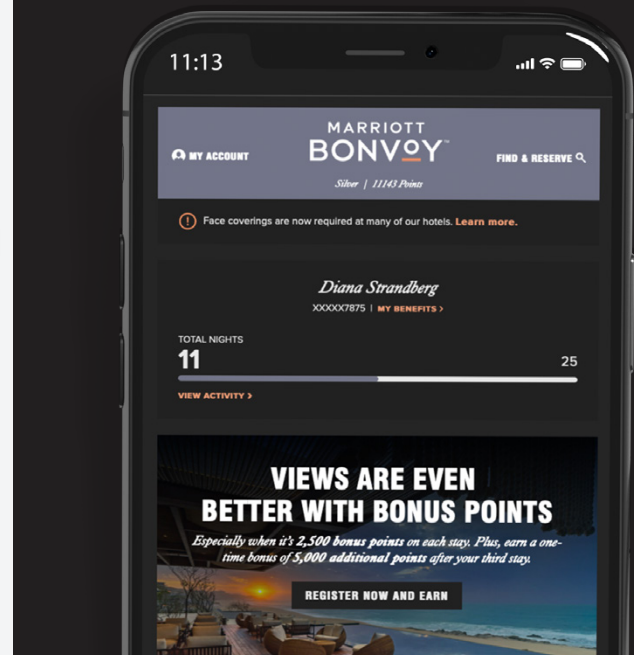 11:13
MARRIOTT
MY ACCOUNT
BONVOY™
FIND & RESERVE
Silver | 11143 Points
Face coverings are now required at many of our hotels. Learn more.
Diana Strandberg
XXXXX7875 | MY BENEFITS >
TOTAL NIGHTS
11
25
VIEW ACTIVITY >
VIEWS ARE EVEN
BETTER WITH BONUS POINTS
Especially when it's 2,500 bonus points on each stay. Plus, earn a one-
time bonus of 5,000 additional points after your third stay.
REGISTER NOW AND EARN